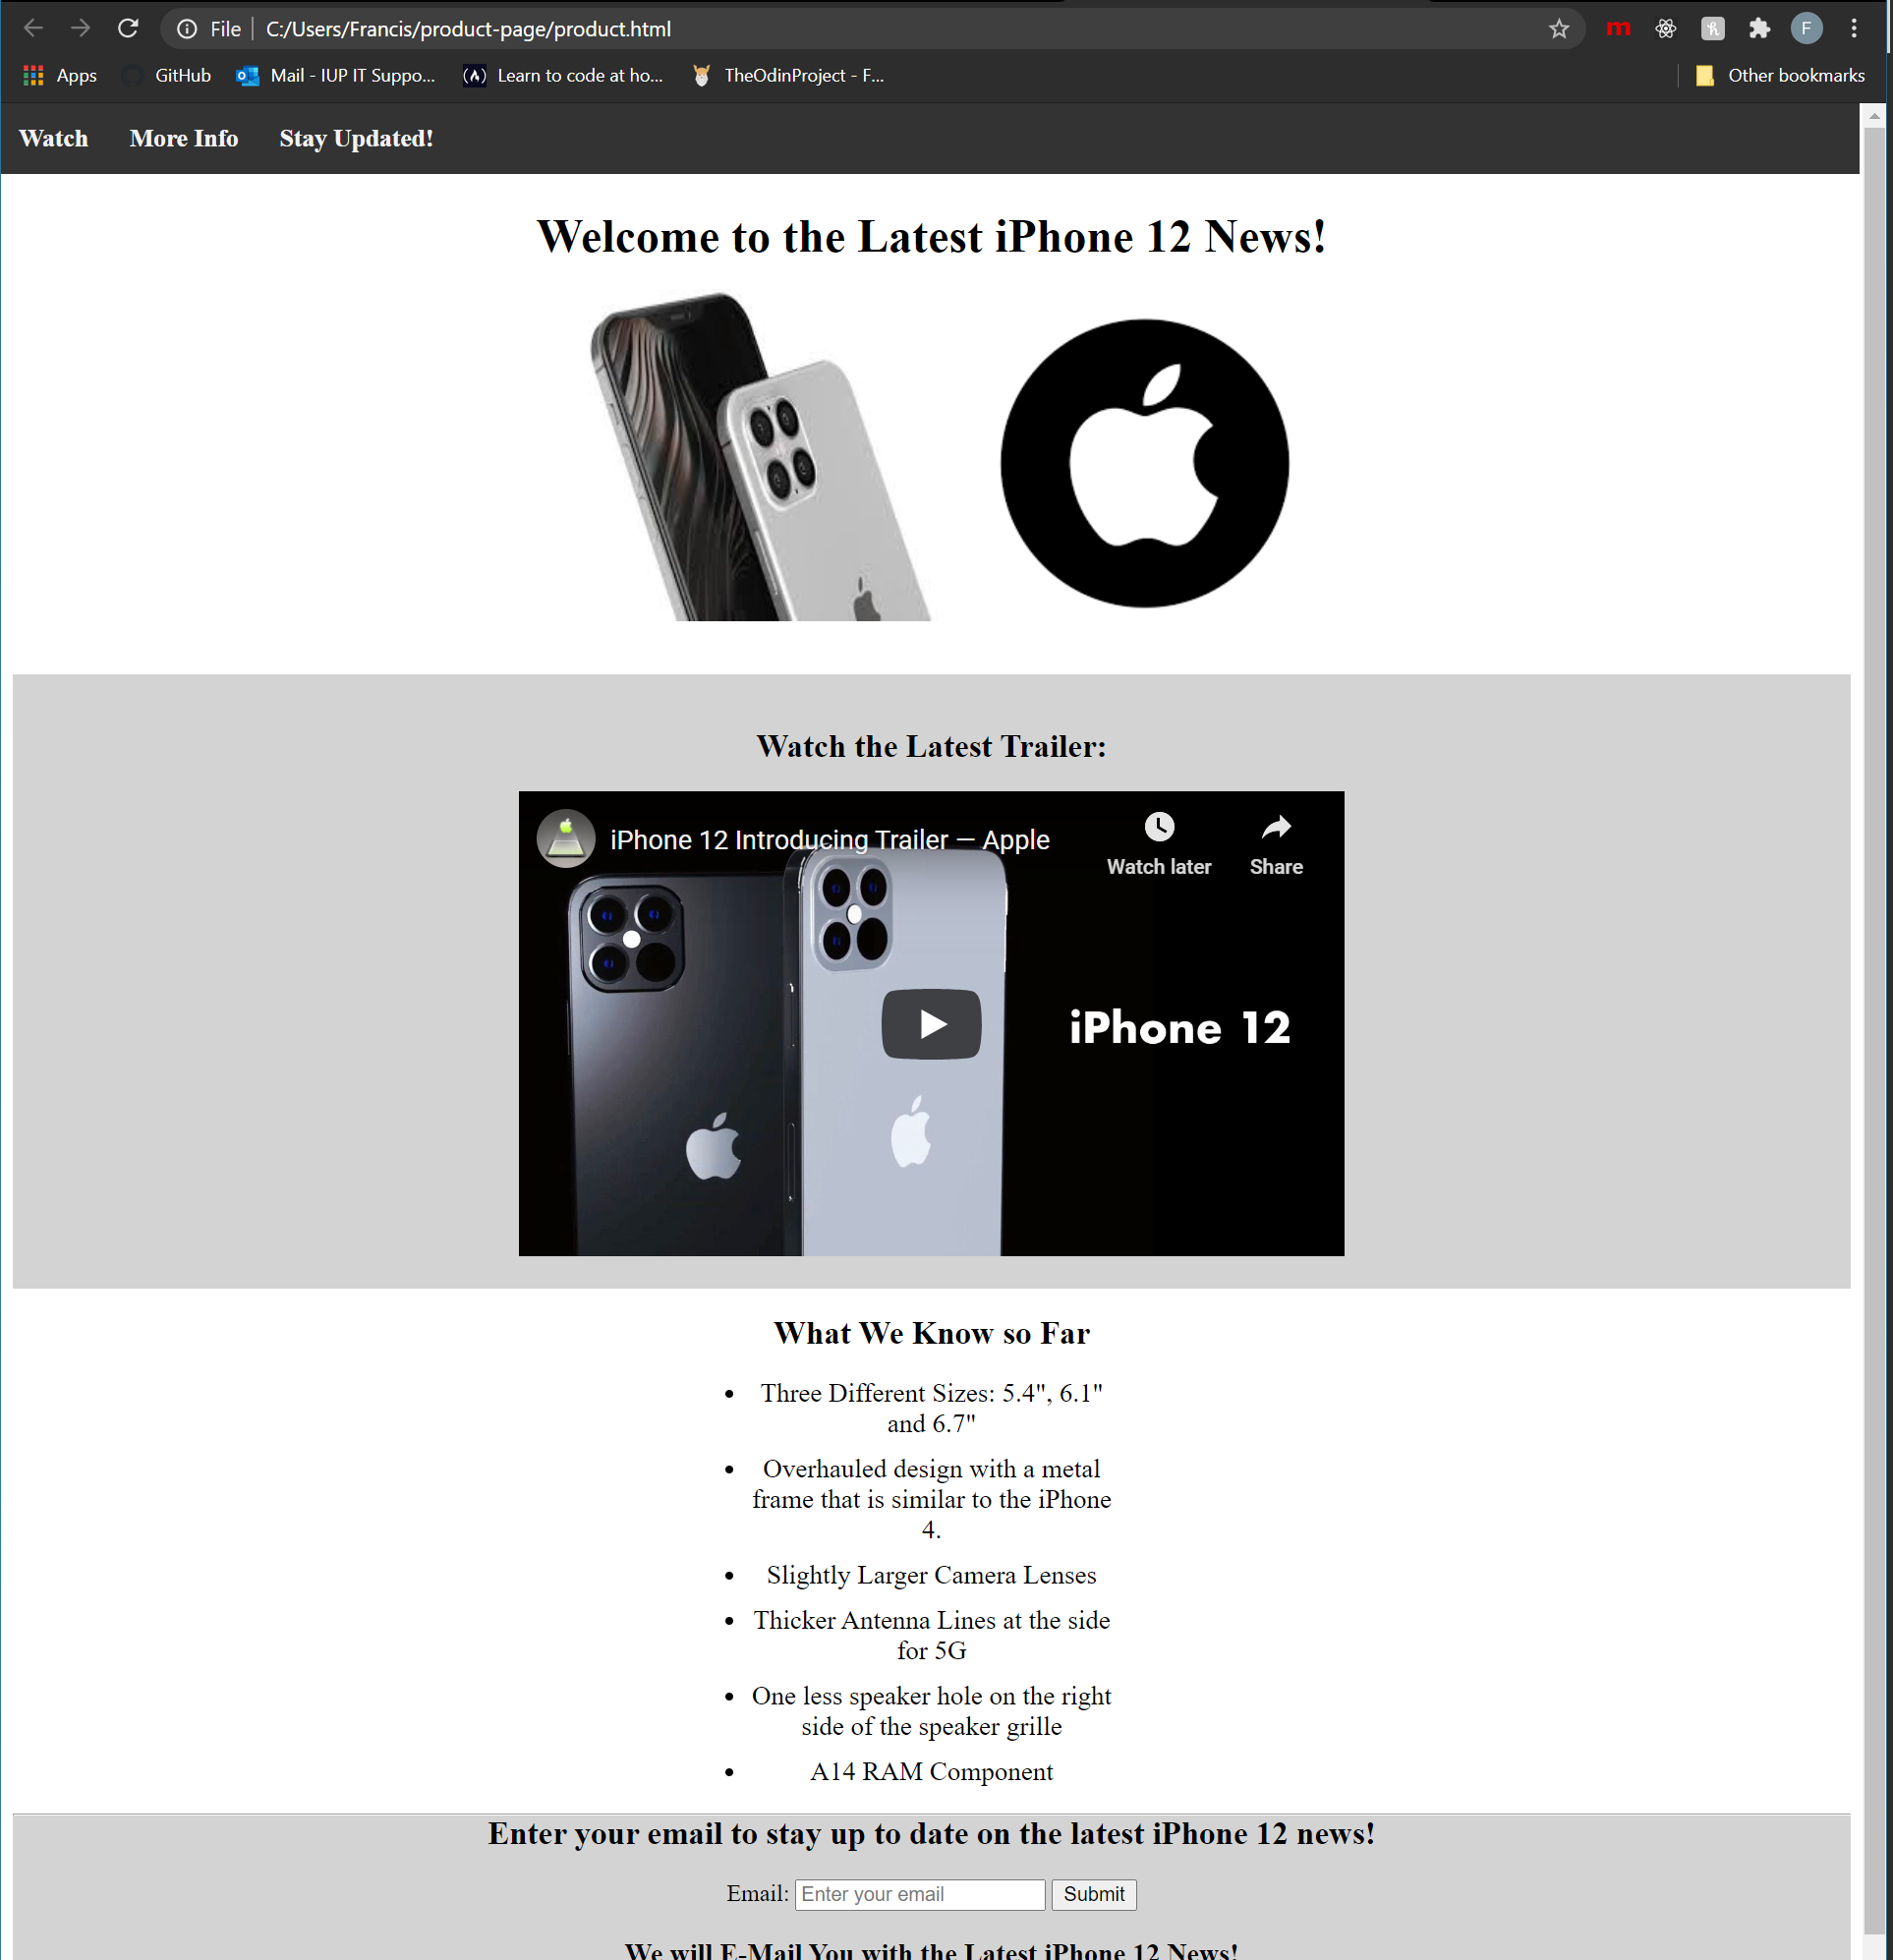 File C:/Users/Francis/product-page/product.html
m
F
Apps GitHub Mail - IUP IT Suppo... (A) Learn to code at ho... TheOdinProject - F... Other bookmarks
Watch More Info Stay Updated!
Welcome to the Latest iPhone 12 News!
Watch the Latest Trailer:
iPhone 12 Introducing Trailer — Apple
Watch later Share
iPhone 12
What We Know so Far
• Three Different Sizes: 5.4", 6.1"
and 6.7"
• Overhauled design with a metal
frame that is similar to the iPhone
4.
• Slightly Larger Camera Lenses
• Thicker Antenna Lines at the side
for 5G
• One less speaker hole on the right
side of the speaker grille
• A14 RAM Component
Enter your email to stay up to date on the latest iPhone 12 news!
Email: Enter your email Submit
We will E-Mail You with the Latest iPhone 12 News!